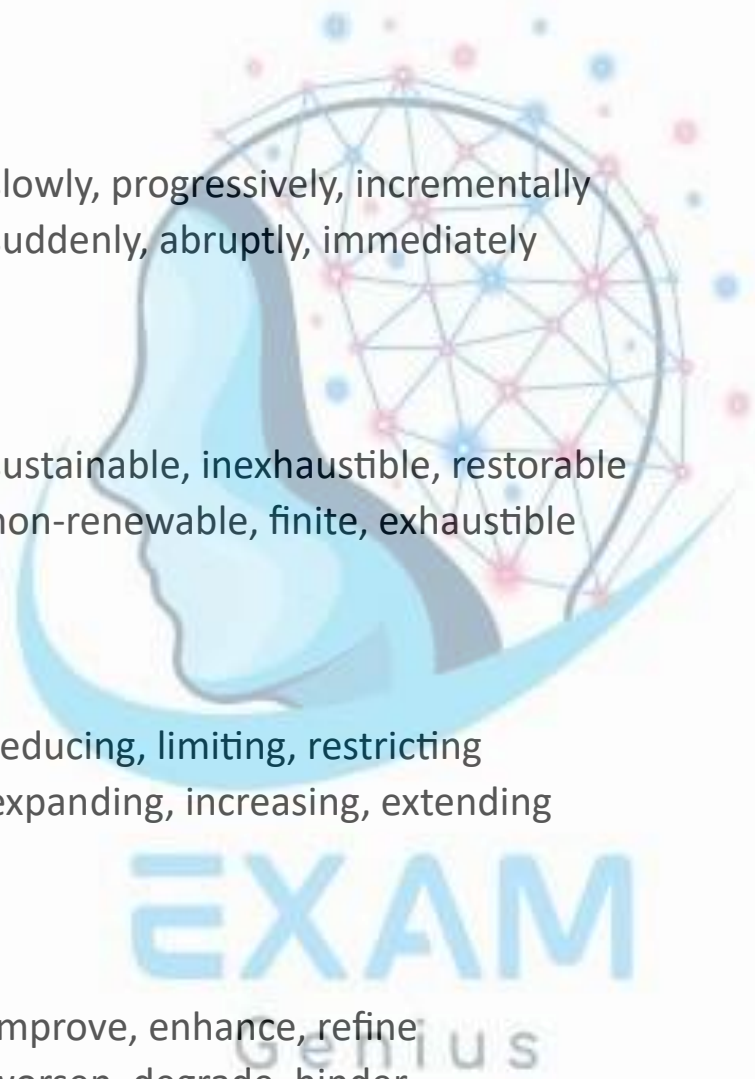 lowly, progressively, incrementally
uddenly, abruptly, immediately
ustainable, inexhaustible, restorable
non-renewable, finite, exhaustible
educing, limiting, restricting
expanding, increasing, extending
EXAM
mprove, enhance, refine
Genius
worsen, degrade, hinder